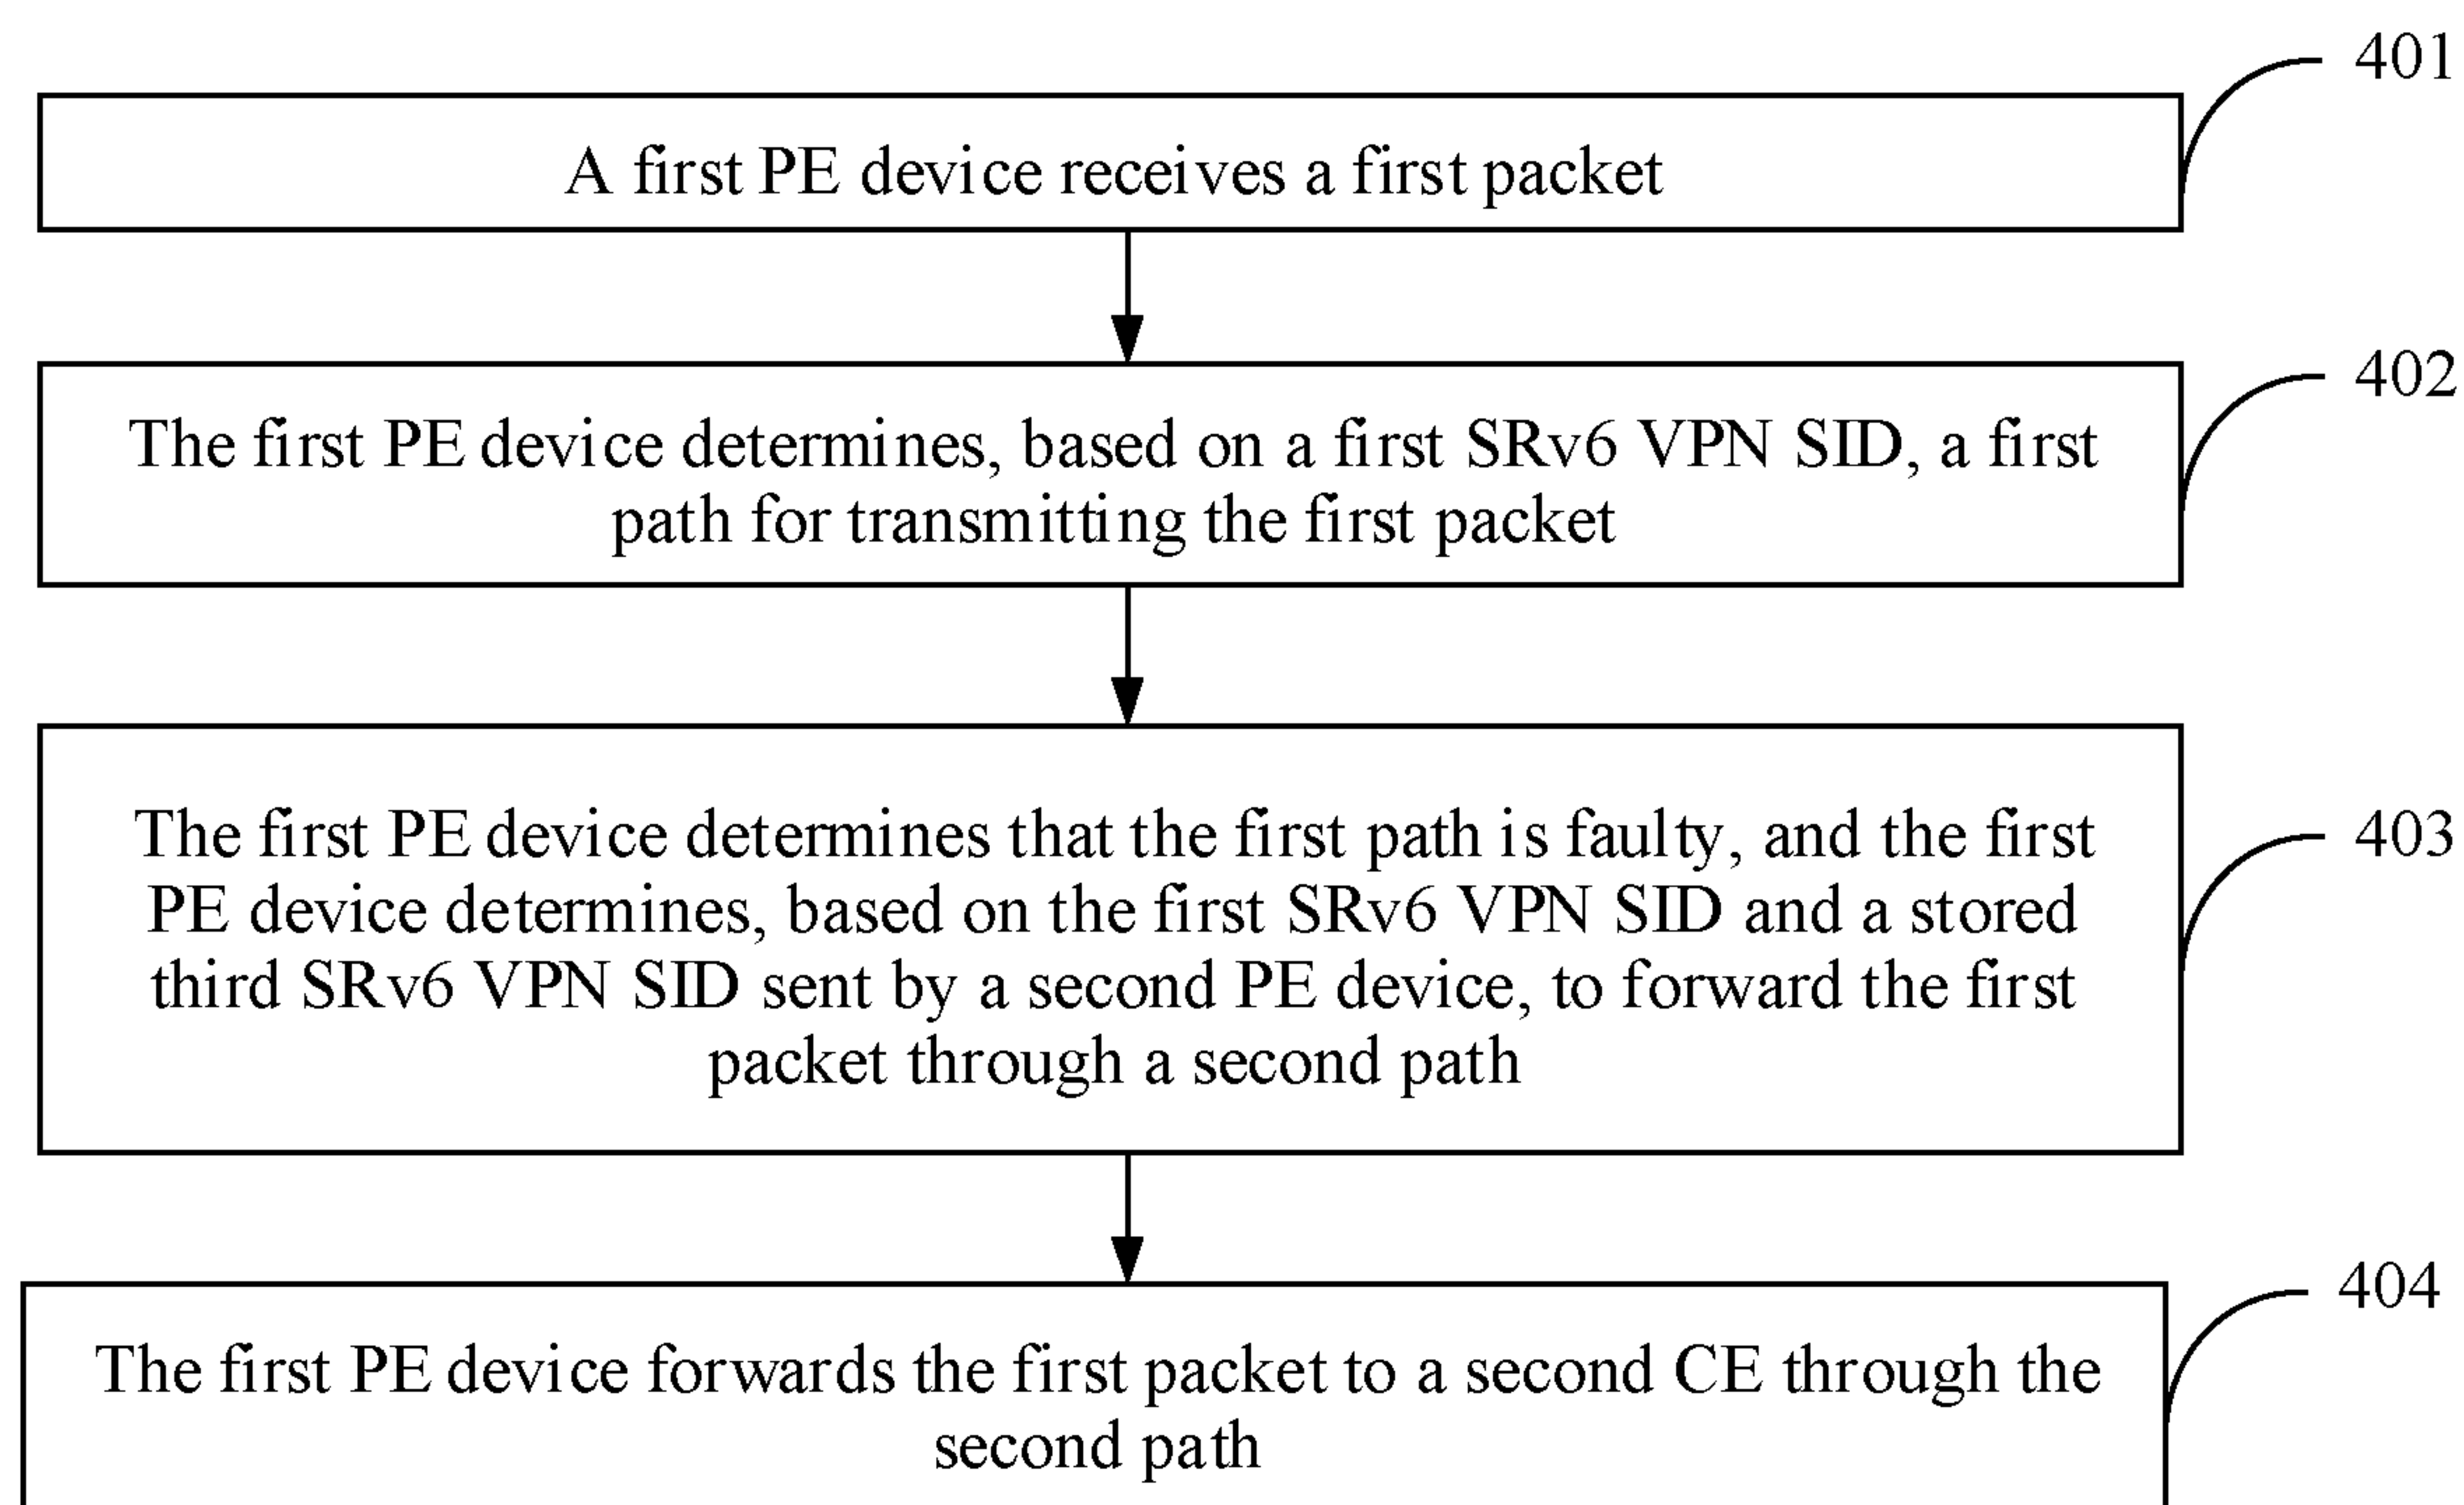 401
A first PE device receives a first packet
402
The first PE device determines, based on a first SRv6 VPN SID, a first
path for transmitting the first packet
403
The first PE device determines that the first path is faulty, and the first
PE device determines, based on the first SRv6 VPN SID and a stored
third SRv6 VPN SID sent by a second PE device, to forward the first
packet through a second path
404
The first PE device forwards the first packet to a second CE through the
second path